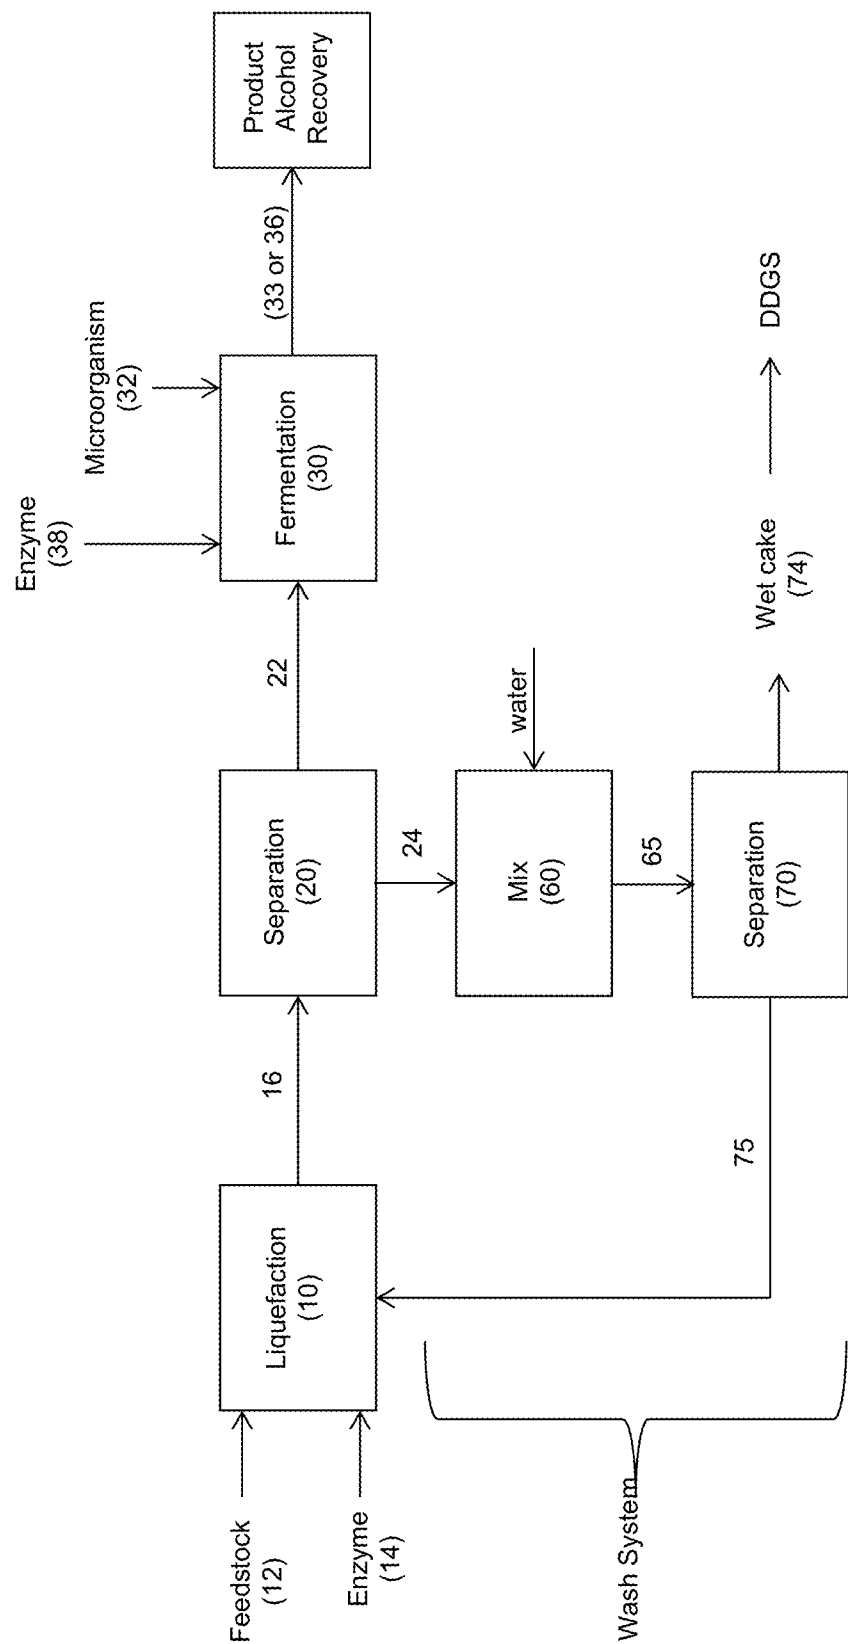 Feedstock
(12)
Enzyme
(14)
Liquefaction
(10)
16
Separation
(20)
22
Enzyme
(38)
Microorganism
(32)
Fermentation
(30)
(33 or 36)
Product
Alcohol
Recovery
24
Mix
(60)
water
65
Separation
(70)
75
Wet cake
(74)
DDGS
Wash System